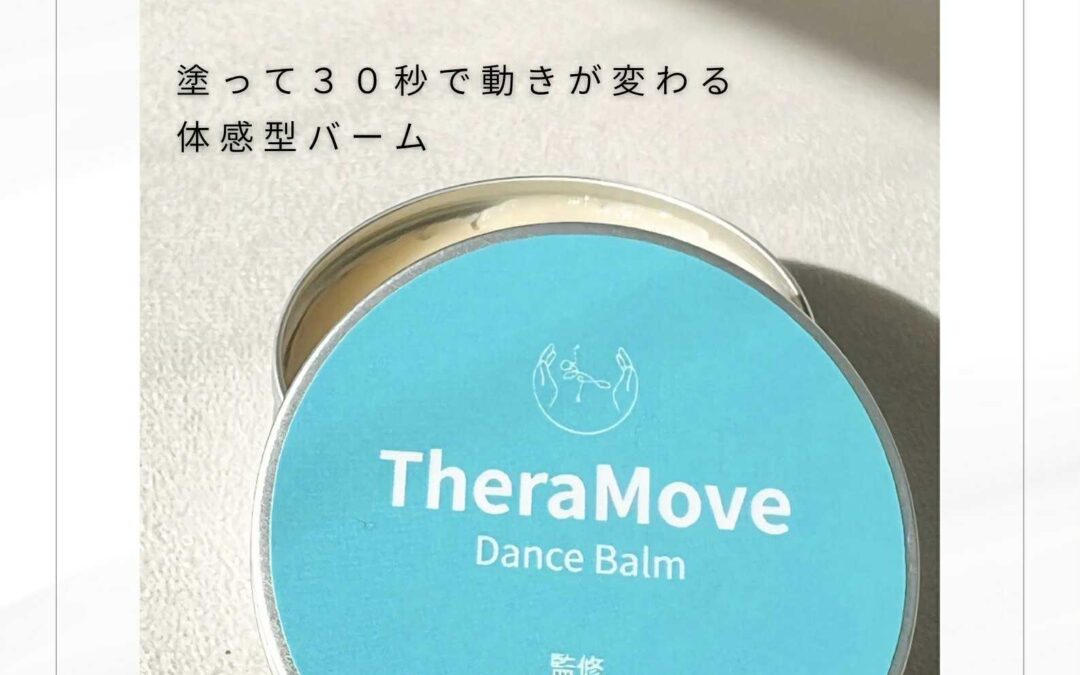 塗って３０秒で動きが変わる
体感型バーム
TheraMove
Dance Balm
監修